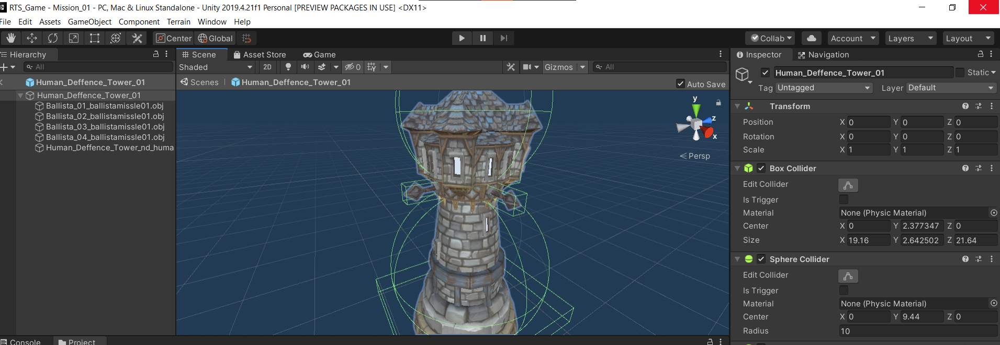 RTS_Game - Mission_01 - PC, Mac & Linux Standalone - Unity 2019.4.21f1 Personal [PREVIEW PACKAGES IN USE] <DX11>
File Edit Assets GameObject Component Terrain Window Help
Center Global Collab Account Layers Layout
Hierarchy
All
Human_Deffence_Tower_01
Human_Deffence_Tower_01
Ballista_01_ballistamissle01.obj
Ballista_02_ballistamissle01.obj
Ballista_03_ballistamissle01.obj
Ballista_04_ballistamissle01.obj
Human_Deffence_Tower_nd_huma
Scene Asset Store Game
Shaded 2D 0 Gizmos All
Scenes Human_Deffence_Tower_01 Auto Save
y
z
x
Persp
Inspector Navigation
Human_Deffence_Tower_01 Static
Tag Untagged Layer Default
Transform
Position X 0 Y 0 Z 0
Rotation X 0 Y 0 Z 0
Scale X 1 Y 1 Z 1
Box Collider
Edit Collider
Is Trigger
Material None (Physic Material)
Center X 0 Y 2.377347 Z 0
Size X 19.16 Y 2.642502 Z 21.64
Sphere Collider
Edit Collider
Is Trigger
Material None (Physic Material)
Center X 0 Y 9.44 Z 0
Radius 10
Console Project